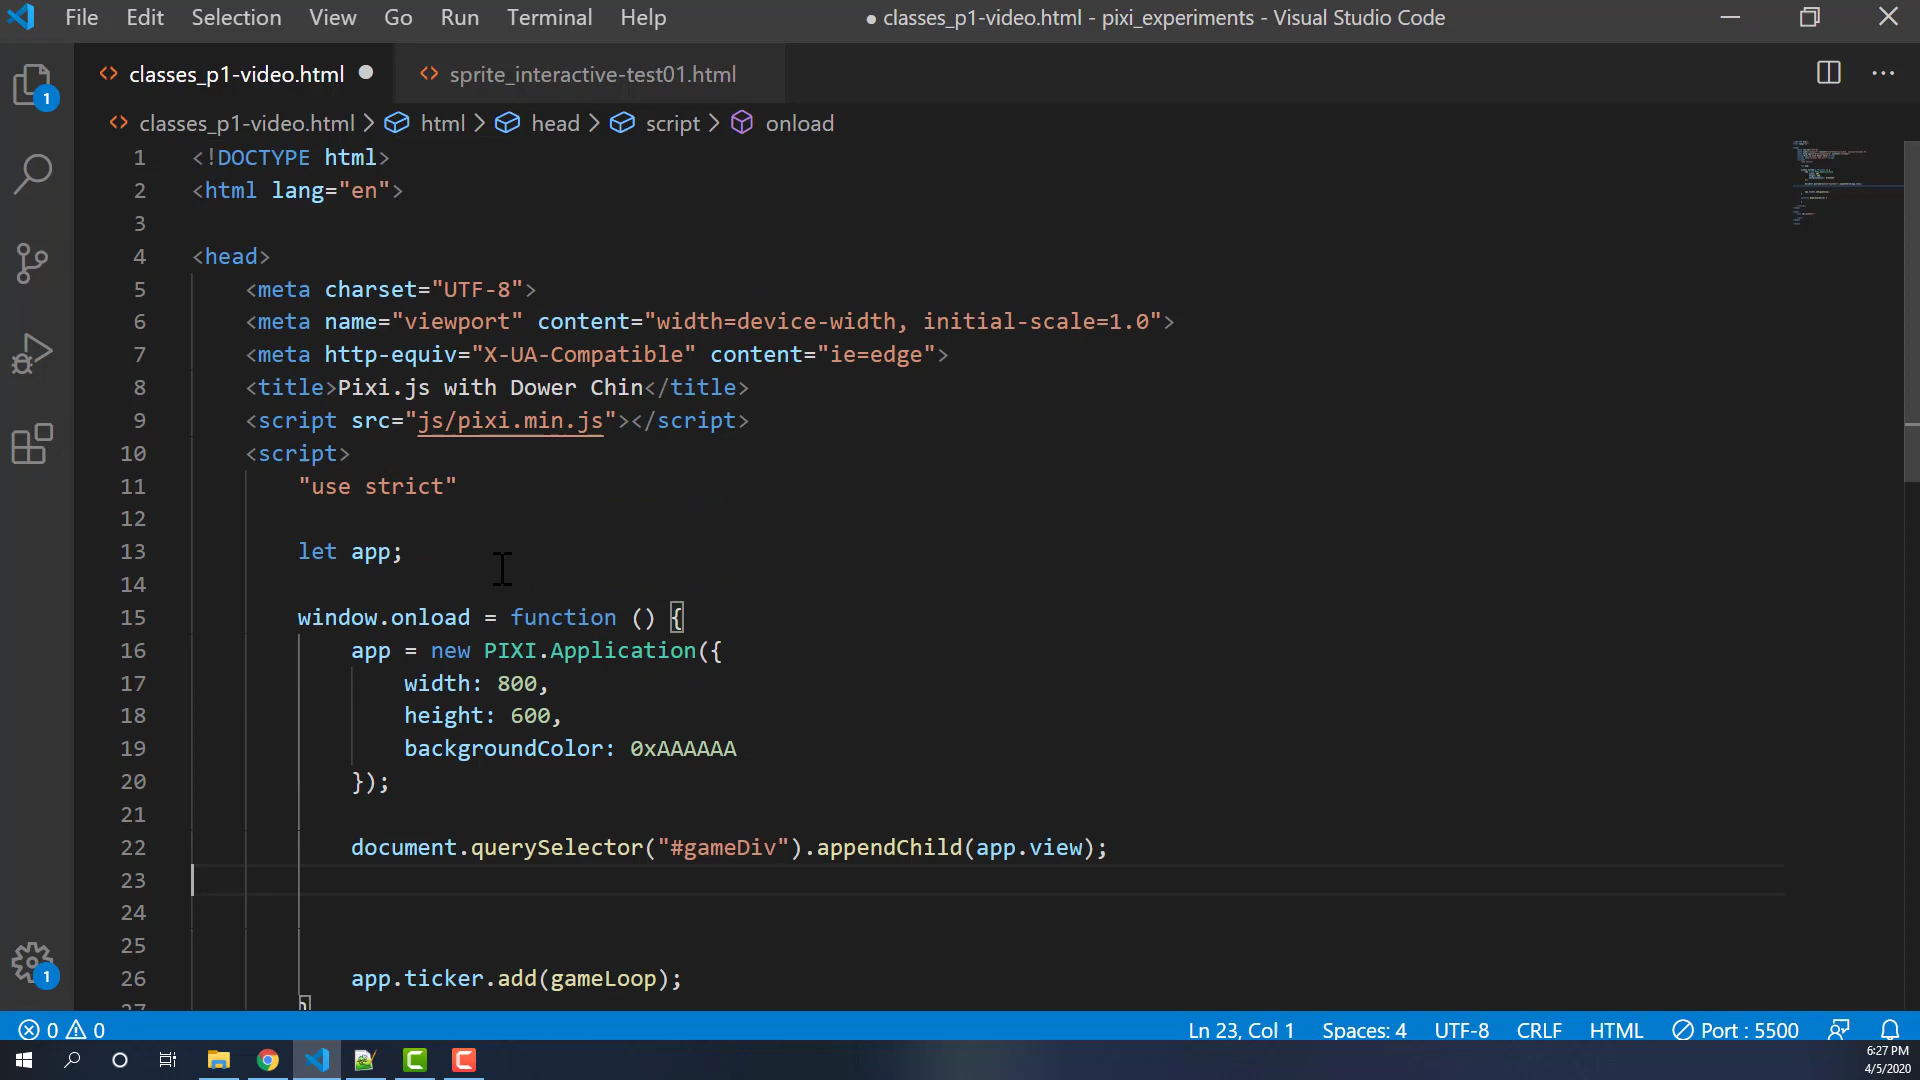 File Edit Selection View Go Run Terminal Help ● classes_p1-video.html - pixi_experiments - Visual Studio Code
classes_p1-video.html sprite_interactive-test01.html
classes_p1-video.html > html > head > script > onload
1 <!DOCTYPE html>
2 <html lang="en">
3
4 <head>
5 <meta charset="UTF-8">
6 <meta name="viewport" content="width=device-width, initial-scale=1.0">
7 <meta http-equiv="X-UA-Compatible" content="ie=edge">
8 <title>Pixi.js with Dower Chin</title>
9 <script src="js/pixi.min.js"></script>
10 <script>
11 "use strict"
12
13 let app;
14
15 window.onload = function () {
16 app = new PIXI.Application({
17 width: 800,
18 height: 600,
19 backgroundColor: 0xAAAAAA
20 });
21
22 document.querySelector("#gameDiv").appendChild(app.view);
23
24
25
26 app.ticker.add(gameLoop);
27 }
1
1
0 0 Ln 23, Col 1 Spaces: 4 UTF-8 CRLF HTML Port : 5500
6:27 PM
4/5/2020